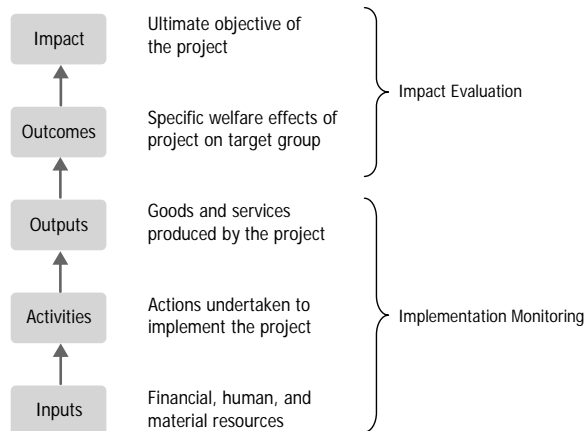 Impact
Ultimate objective of
the project
Impact Evaluation
Outcomes
Specific welfare effects of
project on target group
Outputs
Goods and services
produced by the project
Activities
Actions undertaken to
implement the project
Implementation Monitoring
Inputs
Financial, human, and
material resources